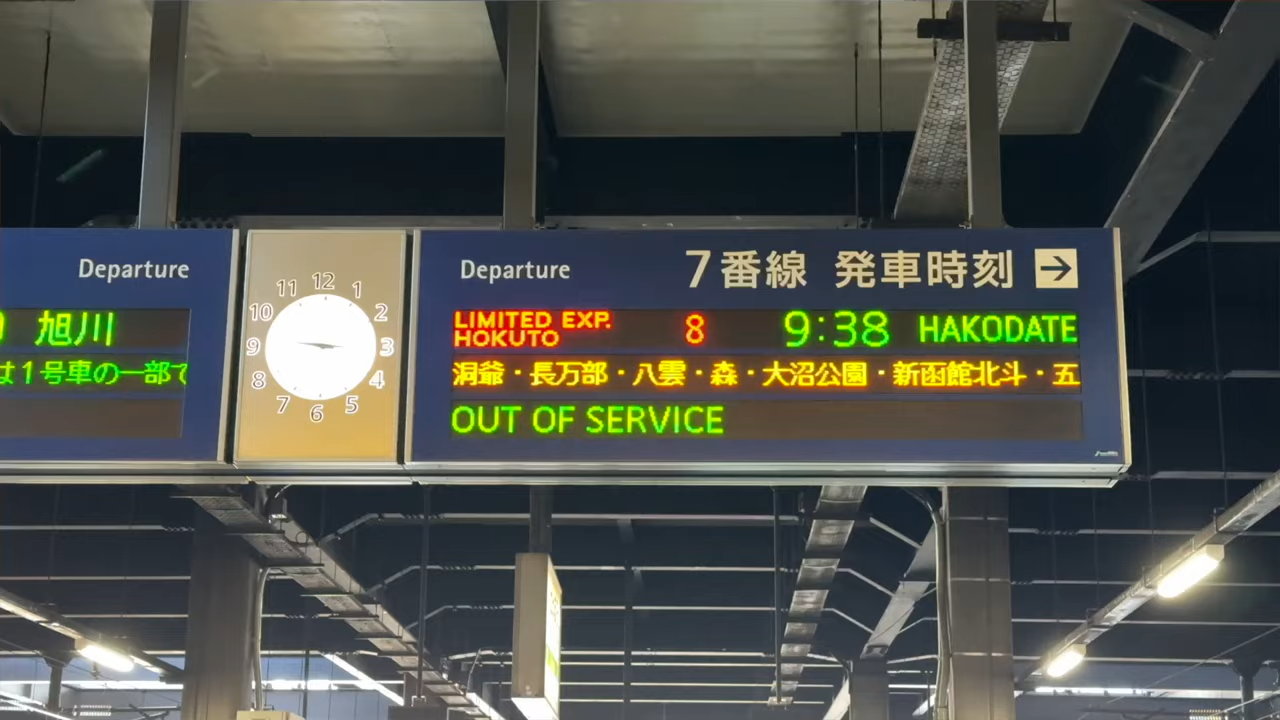 Departure
旭川
は1号車の一部で
12
1
2
3
4
5
6
7
8
9
10
11
Departure 7番線 発車時刻 →
LIMITED EXP. HOKUTO 8 9:38 HAKODATE
洞爺・長万部・八雲・森・大沼公園・新函館北斗・五
OUT OF SERVICE